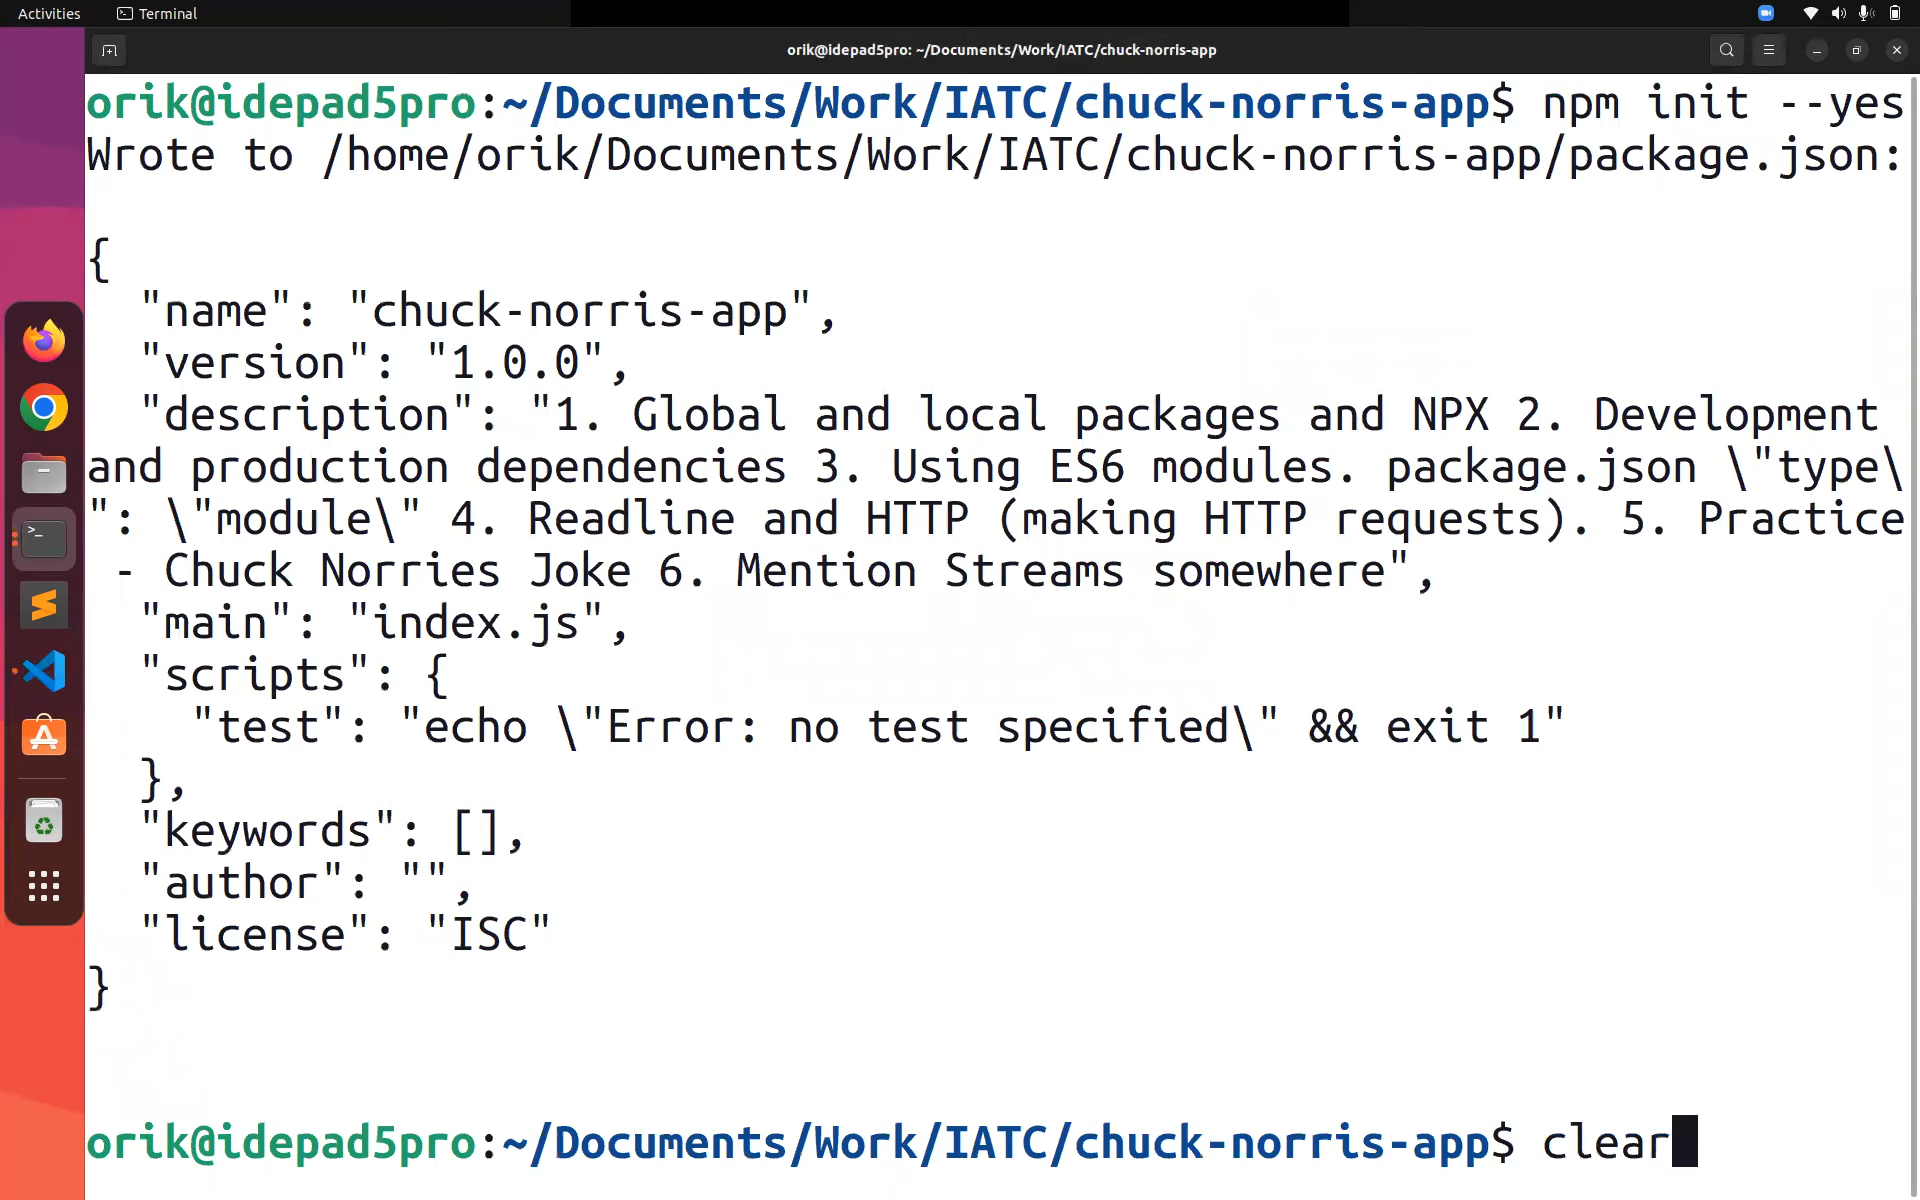 Activities Terminal
orik@idepad5pro: ~/Documents/Work/IATC/chuck-norris-app
orik@idepad5pro:~/Documents/Work/IATC/chuck-norris-app$ npm init --yes
Wrote to /home/orik/Documents/Work/IATC/chuck-norris-app/package.json:
{
"name": "chuck-norris-app",
"version": "1.0.0",
"description": "1. Global and local packages and NPX 2. Development
and production dependencies 3. Using ES6 modules. package.json \"type\
": \"module\" 4. Readline and HTTP (making HTTP requests). 5. Practice
- Chuck Norries Joke 6. Mention Streams somewhere",
"main": "index.js",
"scripts": {
"test": "echo \"Error: no test specified\" && exit 1"
},
"keywords": [],
"author": "",
"license": "ISC"
}
orik@idepad5pro:~/Documents/Work/IATC/chuck-norris-app$ clear